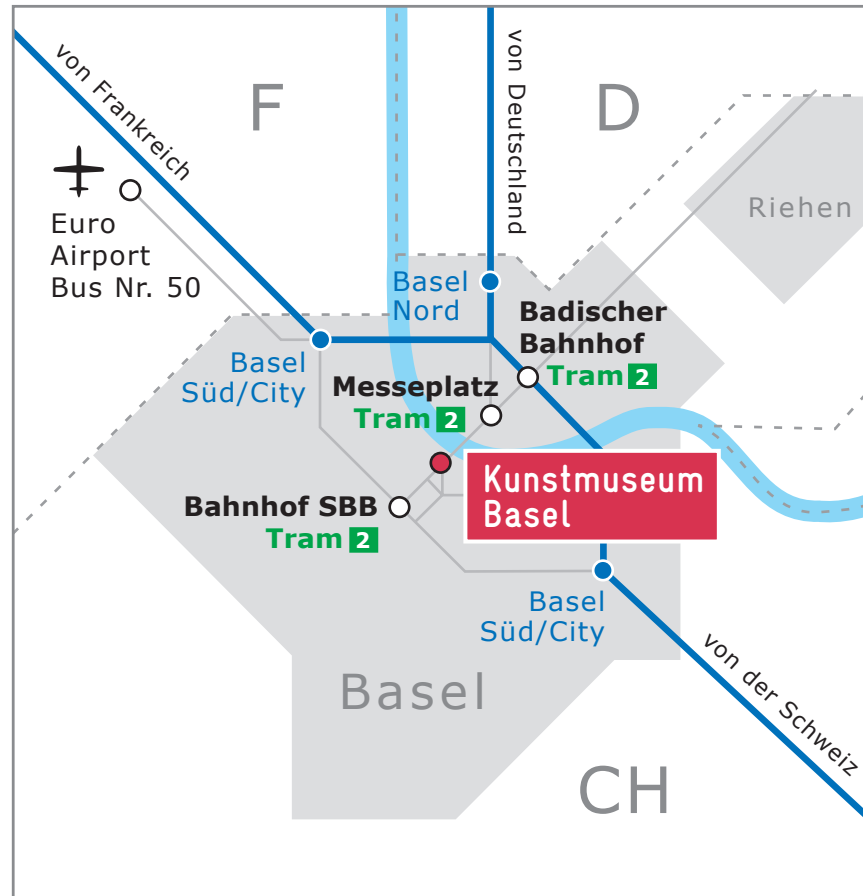 von Frankreich
F
von Deutschland
D
Riehen
Euro
Airport
Bus Nr. 50
Basel
Nord
Badischer
Bahnhof
Tram 2
Basel
Süd/City
Messeplatz
Tram 2
Kunstmuseum
Basel
Bahnhof SBB
Tram 2
Basel
Süd/City
von der Schweiz
Basel
CH